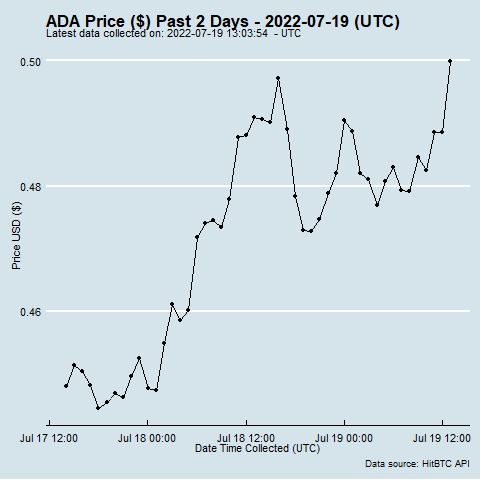 ADA Price ($) Past 2 Days - 2022-07-19 (UTC)
Latest data collected on: 2022-07-19 13:03:54 - UTC
0.50
0.48
0.46
Price USD ($)
Jul 17 12:00 Jul 18 00:00 Jul 18 12:00 Jul 19 00:00 Jul 19 12:00
Date Time Collected (UTC)
Data source: HitBTC API